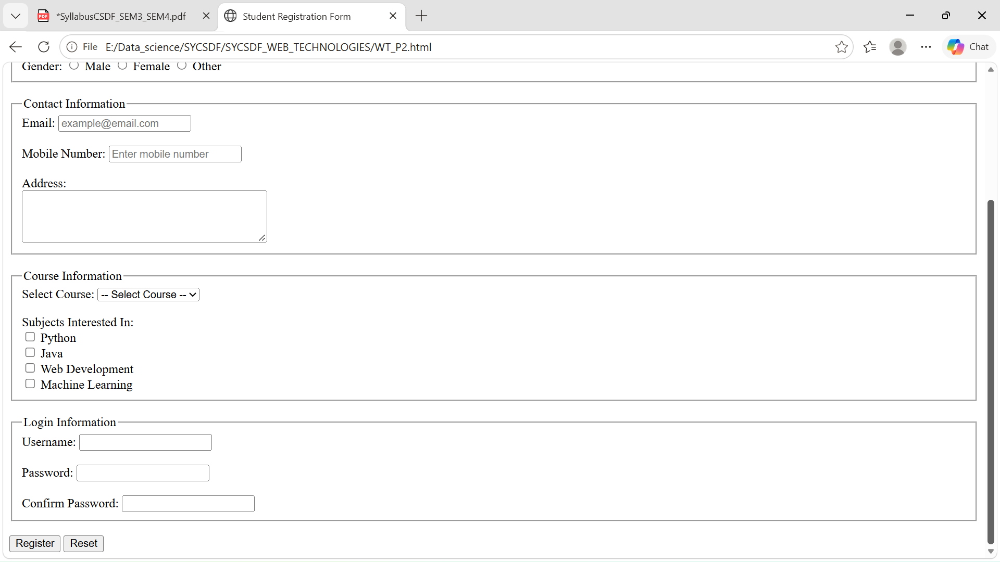 *SyllabusCSDF_SEM3_SEM4.pdf
Student Registration Form
File E:/Data_science/SYCSDF/SYCSDF_WEB_TECHNOLOGIES/WT_P2.html
Chat
Gender: Male Female Other
Contact Information
Email: example@email.com
Mobile Number: Enter mobile number
Address:
Course Information
Select Course: -- Select Course --
Subjects Interested In:
Python
Java
Web Development
Machine Learning
Login Information
Username:
Password:
Confirm Password:
Register Reset